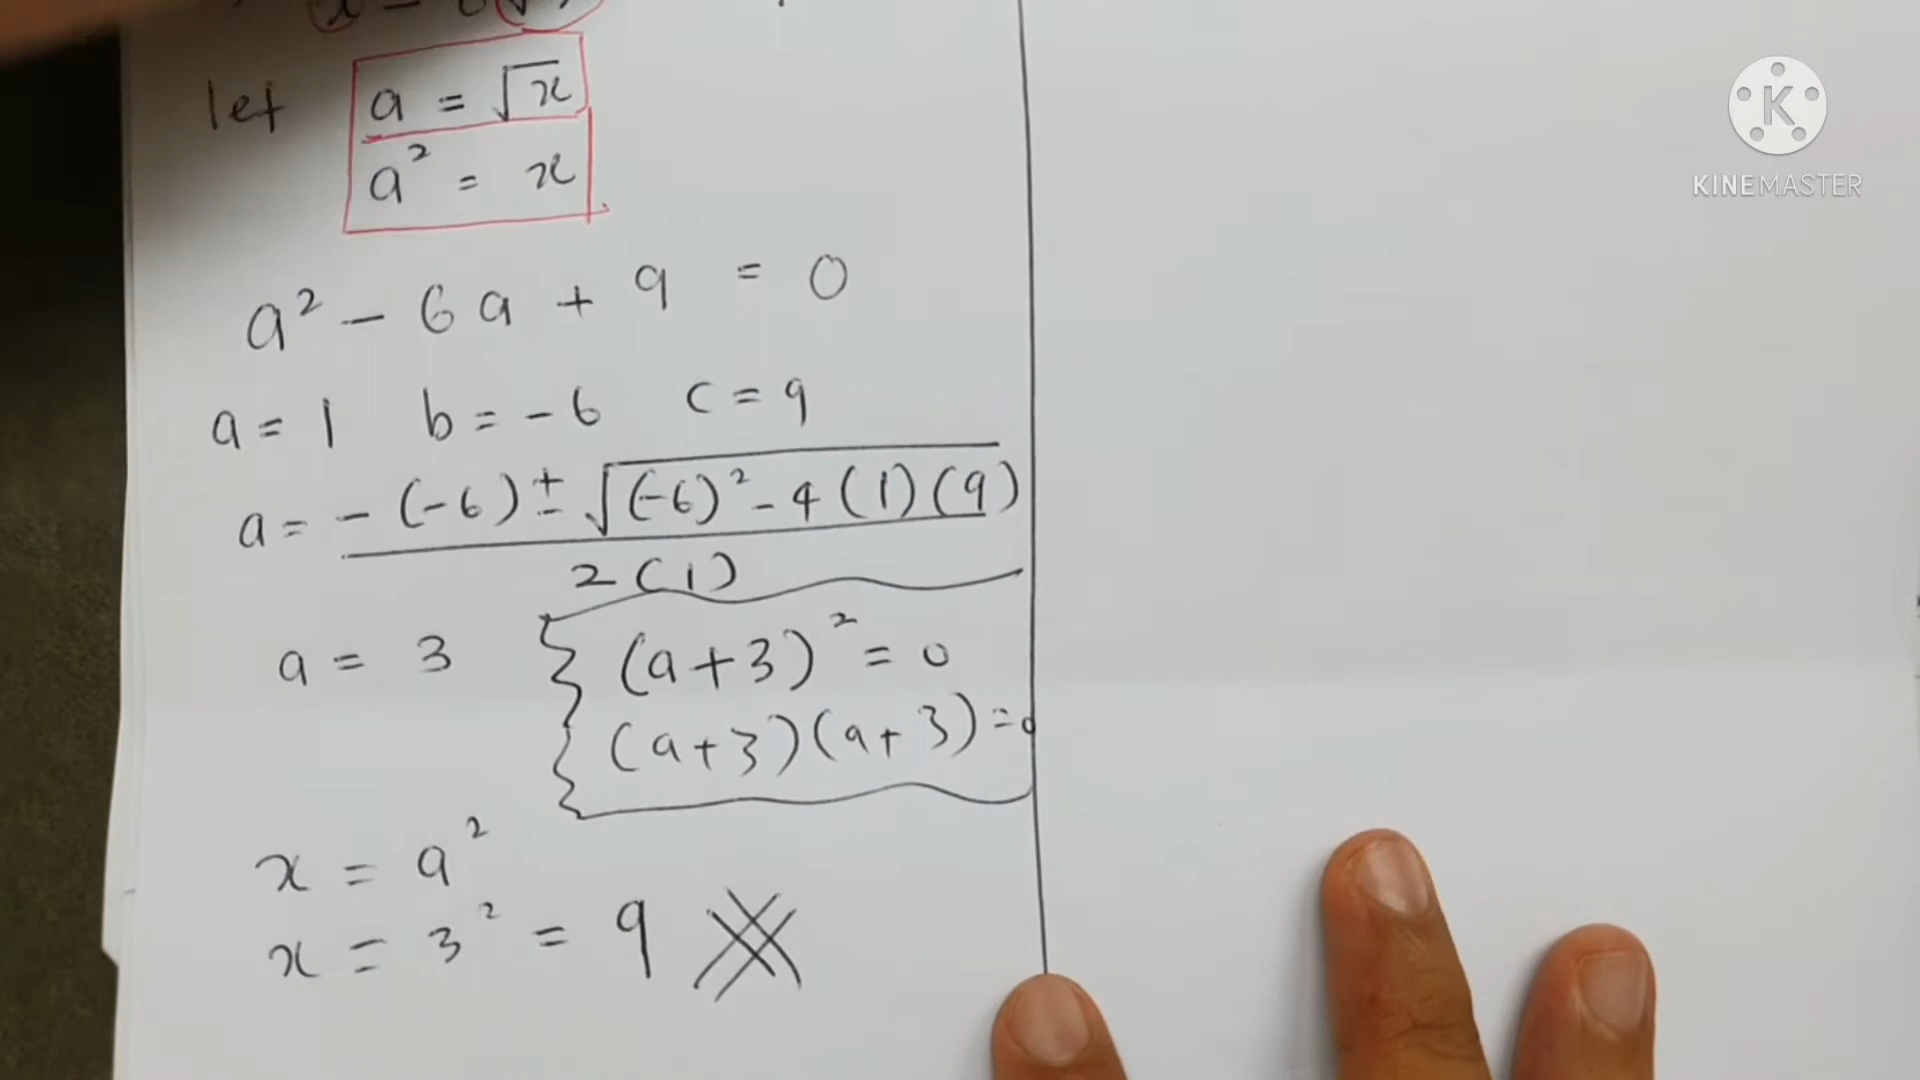 let a = √x
a² = x
a² - 6a + 9 = 0
a = 1 b = -6 c = 9
a = -(-6) ± √(-6)² - 4(1)(9)
2(1)
a = 3
(a+3)² = 0
(a+3)(a+3) = 0
x = a²
x = 3² = 9
K
KINEMASTER